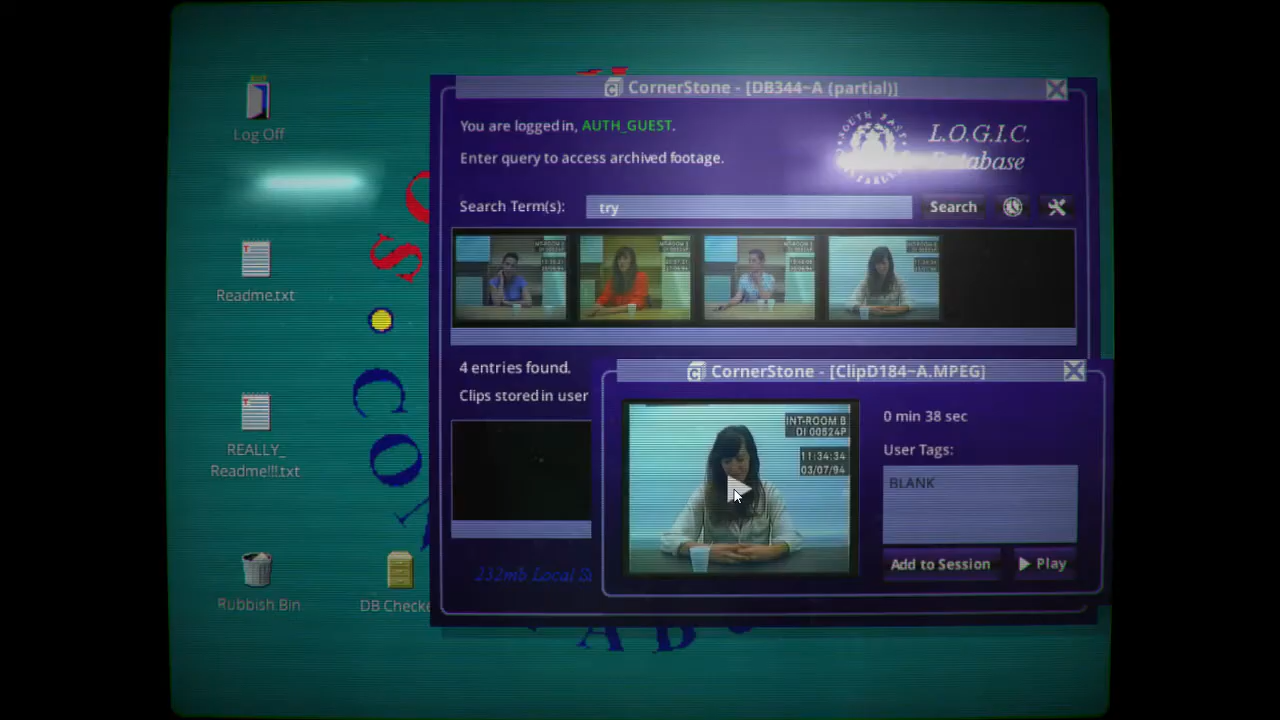 CornerStone - [DB344~A (partial)]
You are logged in, AUTH_GUEST.
Enter query to access archived footage.
L.O.G.I.C.
Database
Search Term(s):
try
Search
4 entries found.
Clips stored in user
232mb Local
CornerStone - [ClipD184~A.MPEG]
INT-ROOM B
DI 00824P
11:34:34
03/07/94
0 min 38 sec
User Tags:
BLANK
Add to Session
Play
Log Off
Readme.txt
REALLY_
Readme!!!.txt
Rubbish Bin
DB Checke